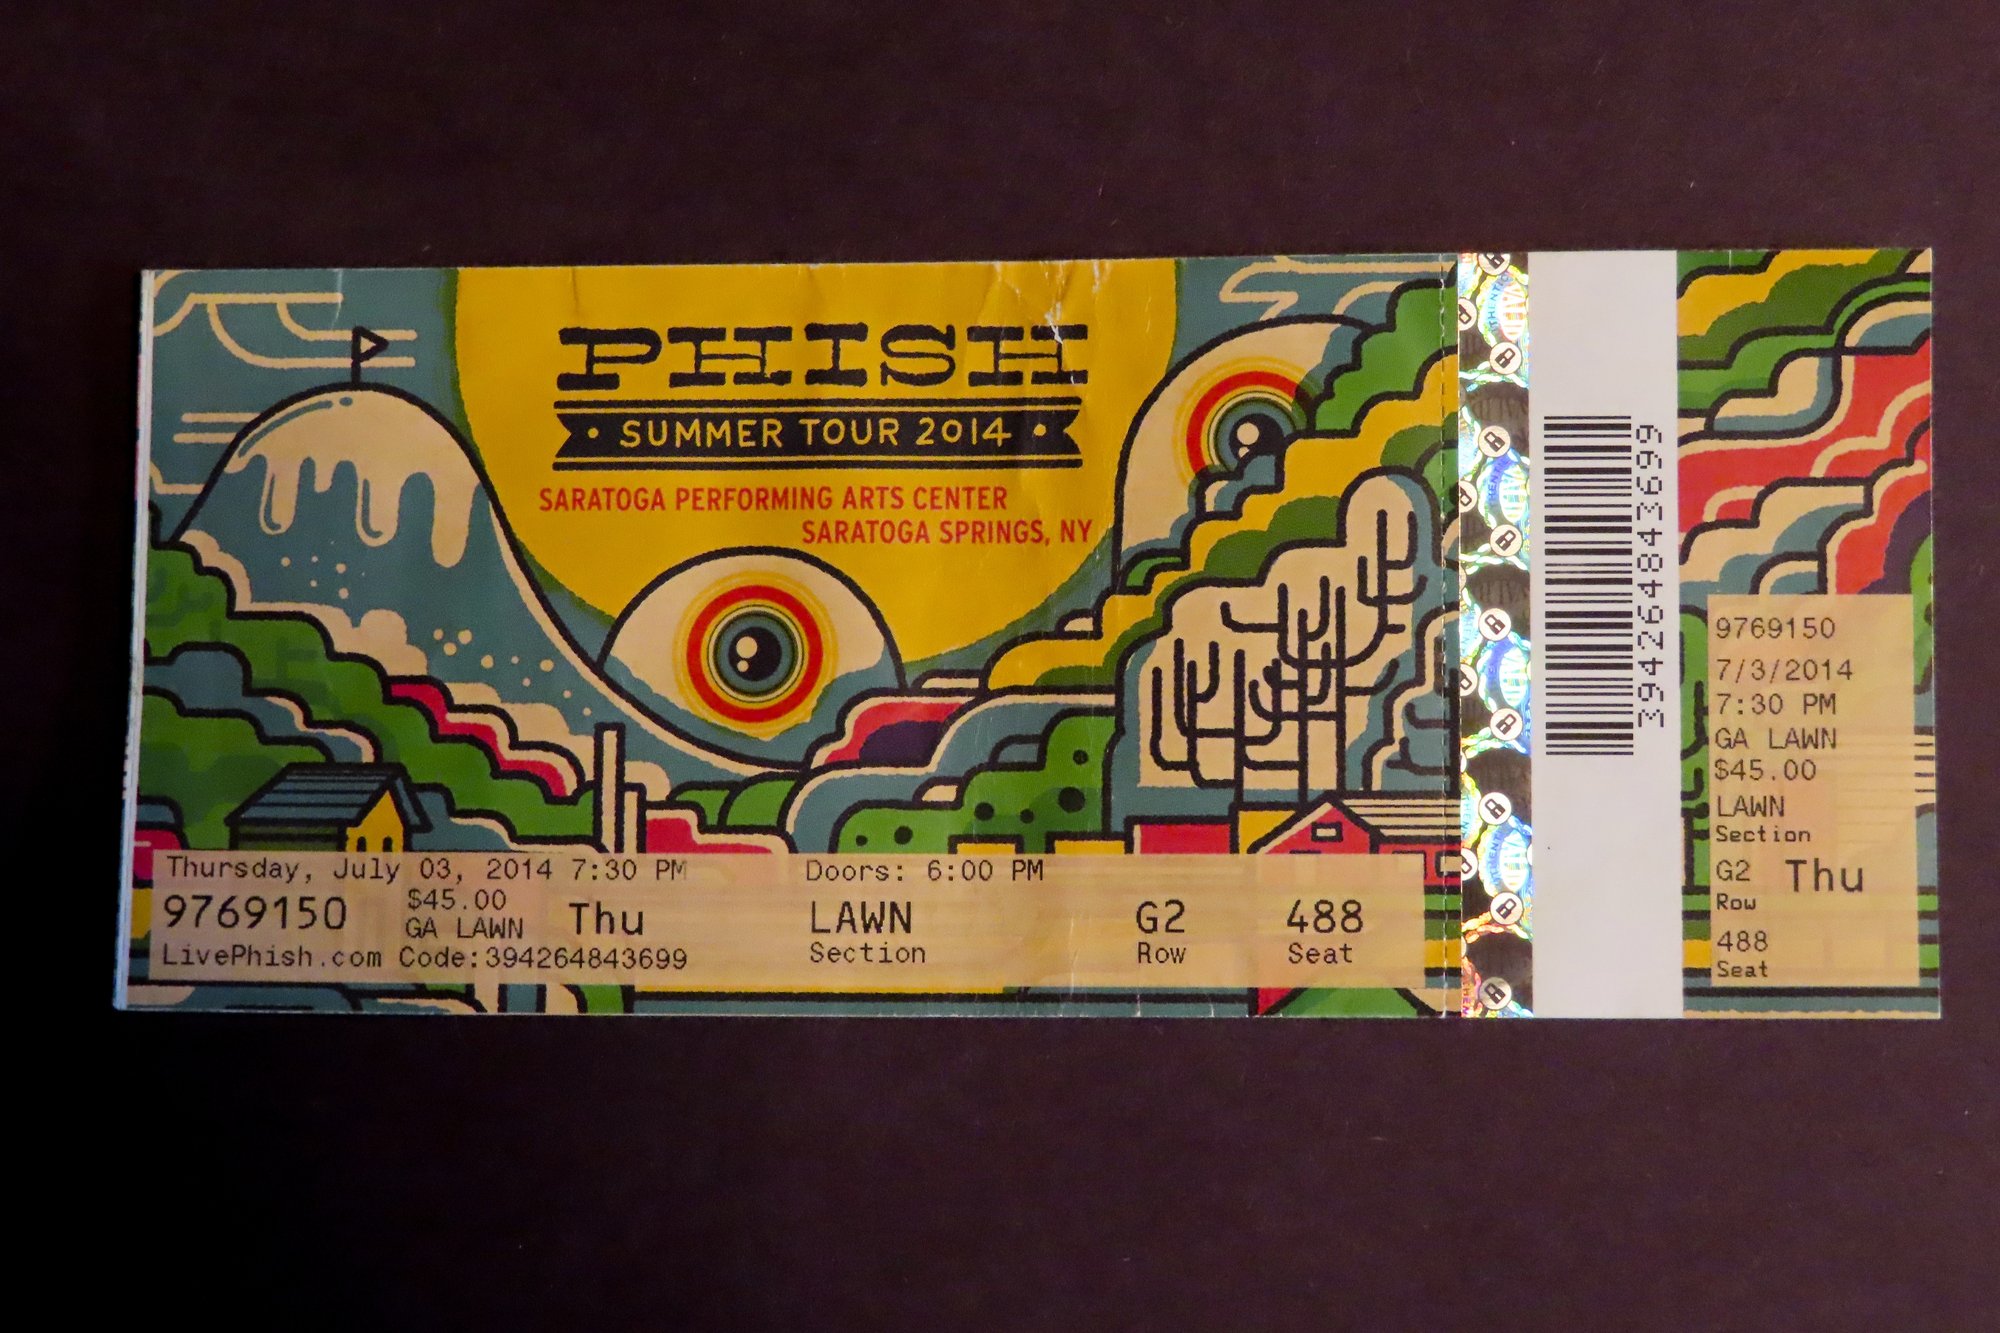 PHISH
• SUMMER TOUR 2014 •
SARATOGA PERFORMING ARTS CENTER
SARATOGA SPRINGS, NY
Thursday, July 03, 2014 7:30 PM Doors: 6:00 PM
9769150 $45.00 GA LAWN Thu LAWN Section G2 Row 488 Seat
LivePhish.com Code:394264843699
394264843699
9769150
7/3/2014
7:30 PM
GA LAWN
$45.00
LAWN
Section
G2 Thu
Row
488
Seat